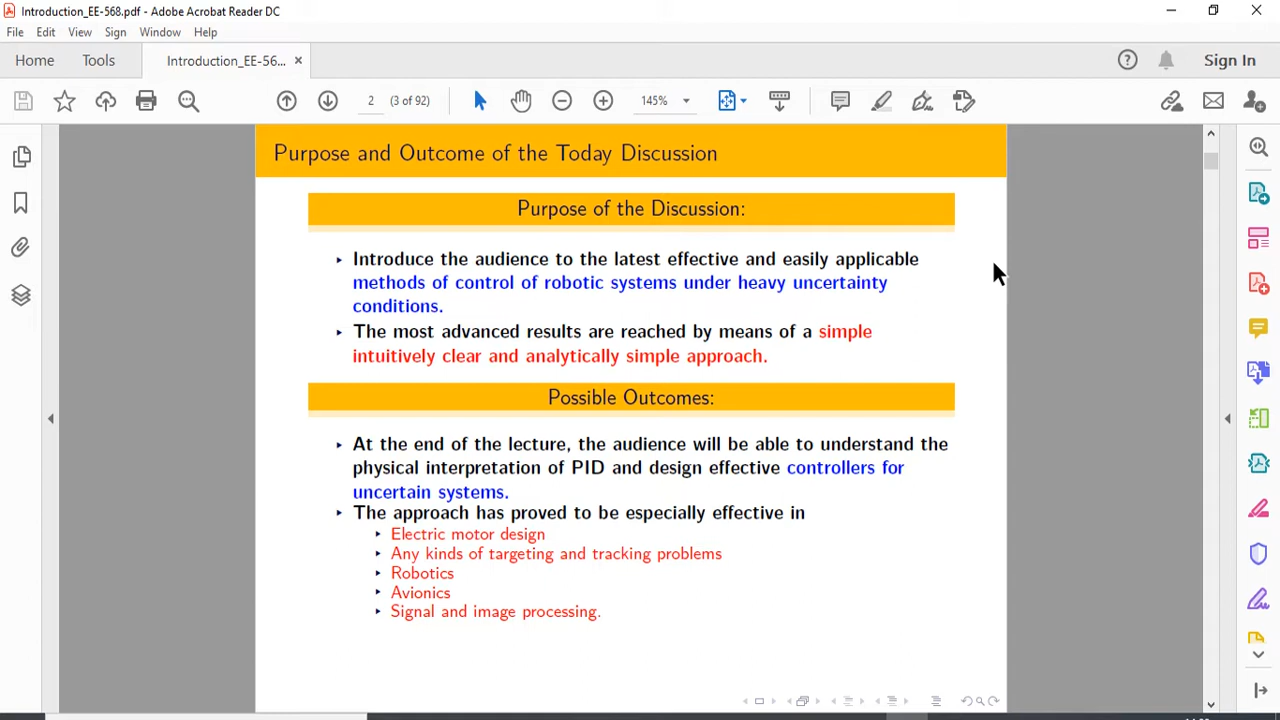 Introduction_EE-568.pdf - Adobe Acrobat Reader DC
File Edit View Sign Window Help
Home Tools Introduction_EE-56... × Sign In
2 (3 of 92) 145%
Purpose and Outcome of the Today Discussion
Purpose of the Discussion:
Introduce the audience to the latest effective and easily applicable
methods of control of robotic systems under heavy uncertainty
conditions.
The most advanced results are reached by means of a simple
intuitively clear and analytically simple approach.
Possible Outcomes:
At the end of the lecture, the audience will be able to understand the
physical interpretation of PID and design effective controllers for
uncertain systems.
The approach has proved to be especially effective in
Electric motor design
Any kinds of targeting and tracking problems
Robotics
Avionics
Signal and image processing.